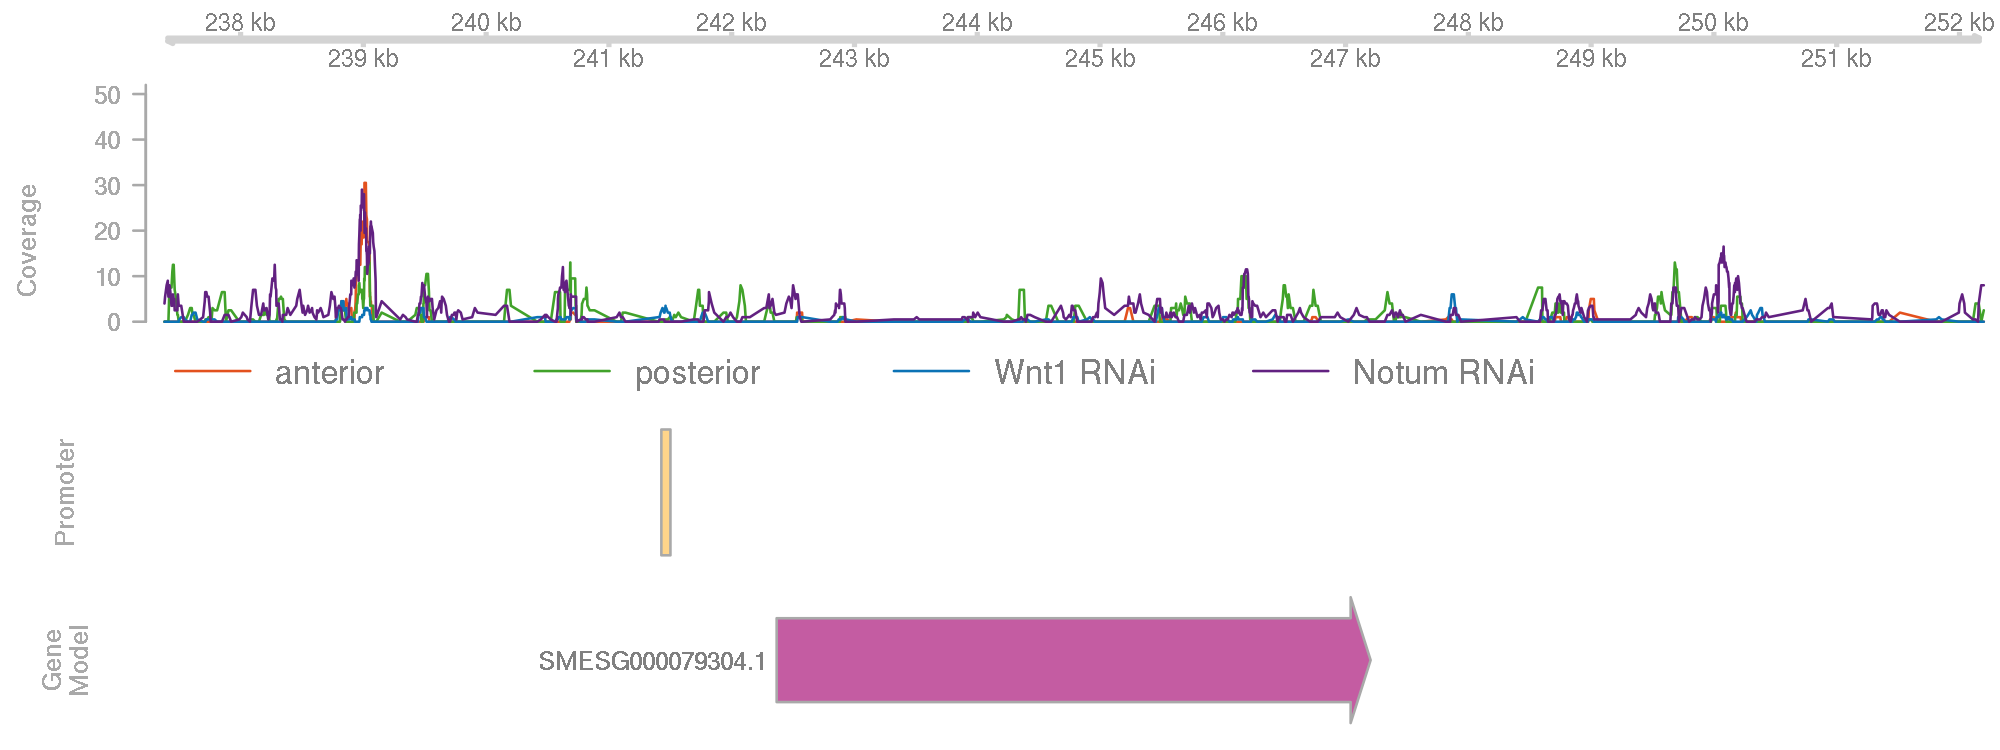 238 kb 240 kb 242 kb 244 kb 246 kb 248 kb 250 kb 252 kb
239 kb 241 kb 243 kb 245 kb 247 kb 249 kb 251 kb
50
40
30
20
10
0
Coverage
anterior posterior Wnt1 RNAi Notum RNAi
Promoter
Gene
Model
SMESG000079304.1